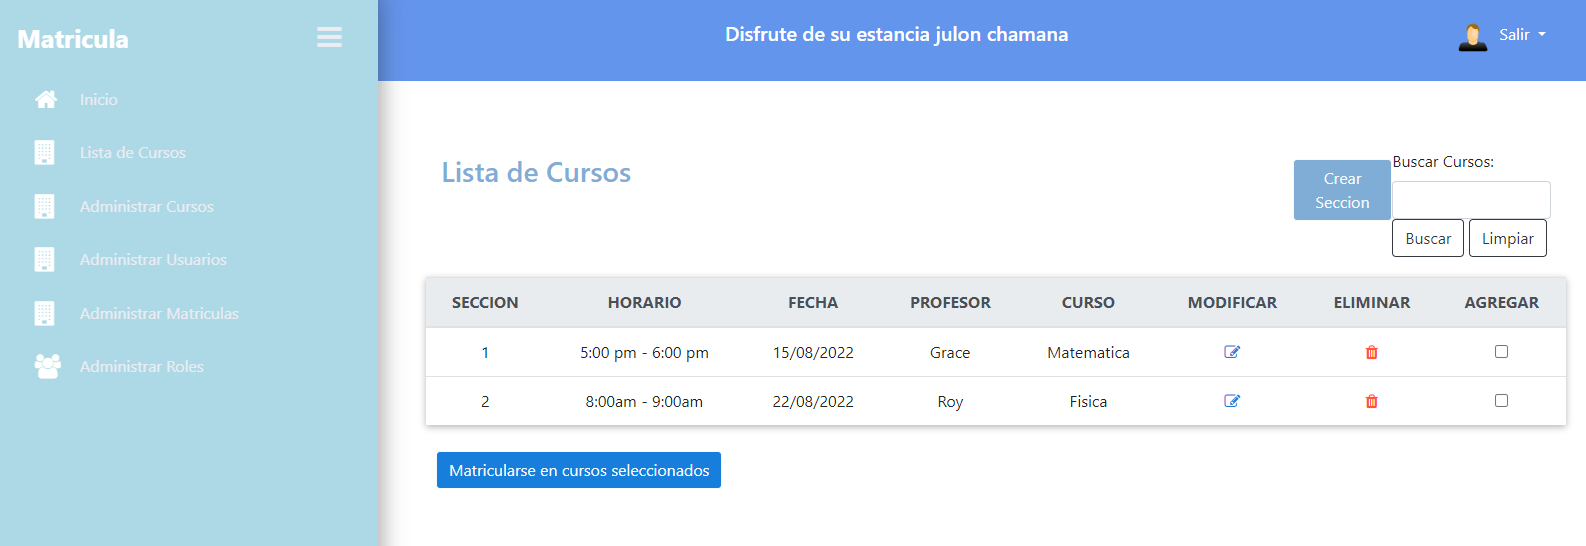 Matricula
Inicio
Lista de Cursos
Administrar Cursos
Administrar Usuarios
Administrar Matriculas
Administrar Roles
Disfrute de su estancia julon chamana
Salir
Lista de Cursos
Crear
Seccion
Buscar Cursos:
Buscar Limpiar
SECCION HORARIO FECHA PROFESOR CURSO MODIFICAR ELIMINAR AGREGAR
1 5:00 pm - 6:00 pm 15/08/2022 Grace Matematica
2 8:00am - 9:00am 22/08/2022 Roy Fisica
Matricularse en cursos seleccionados